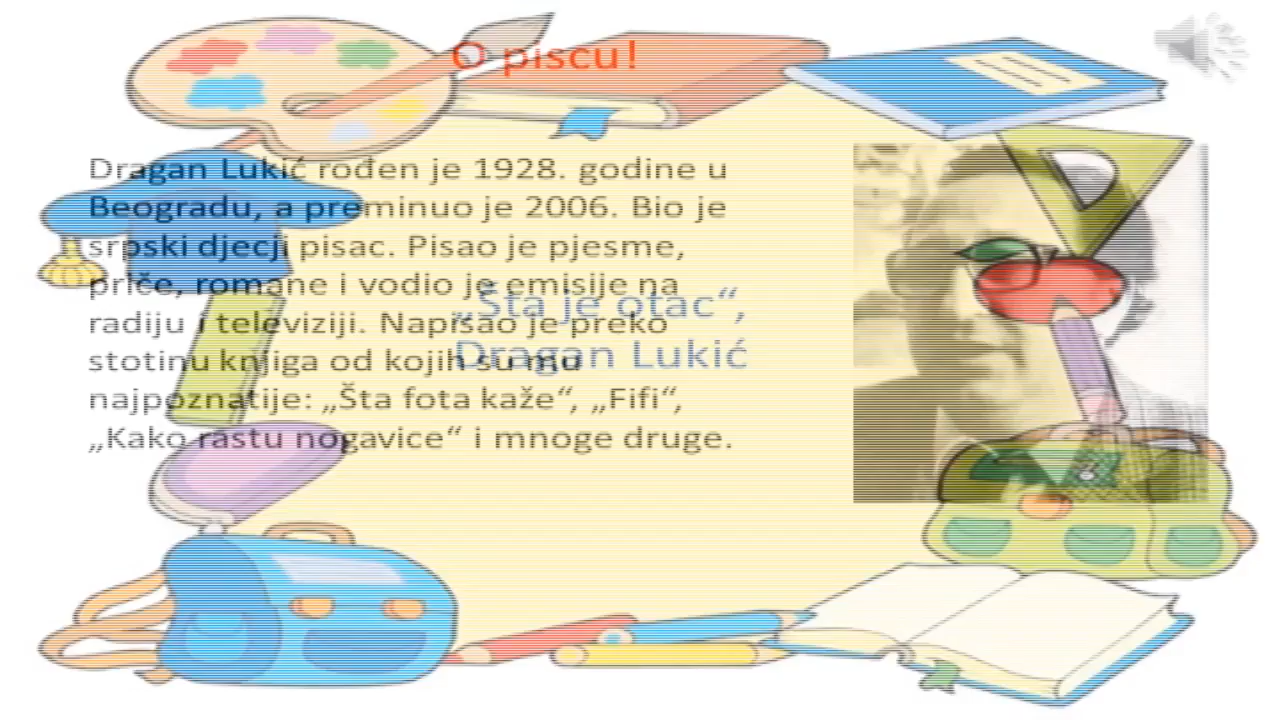 O piscu!
Dragan Lukić rođen je 1928. godine u
Beogradu, a preminuo je 2006. Bio je
srpski djecji pisac. Pisao je pjesme,
priče, romane i vodio je emisije na
radiju i televiziji. Napisao je preko
stotinu knjiga od kojih su mu
najpoznatije: „Šta fota kaže“, „Fifi“,
„Kako rastu nogavice“ i mnoge druge.
„Šta je otac“,
Dragan Lukić